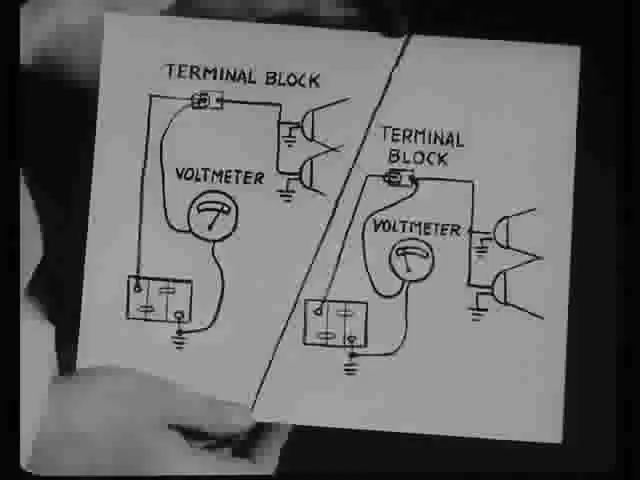 TERMINAL BLOCK
VOLTMETER
TERMINAL
BLOCK
VOLTMETER